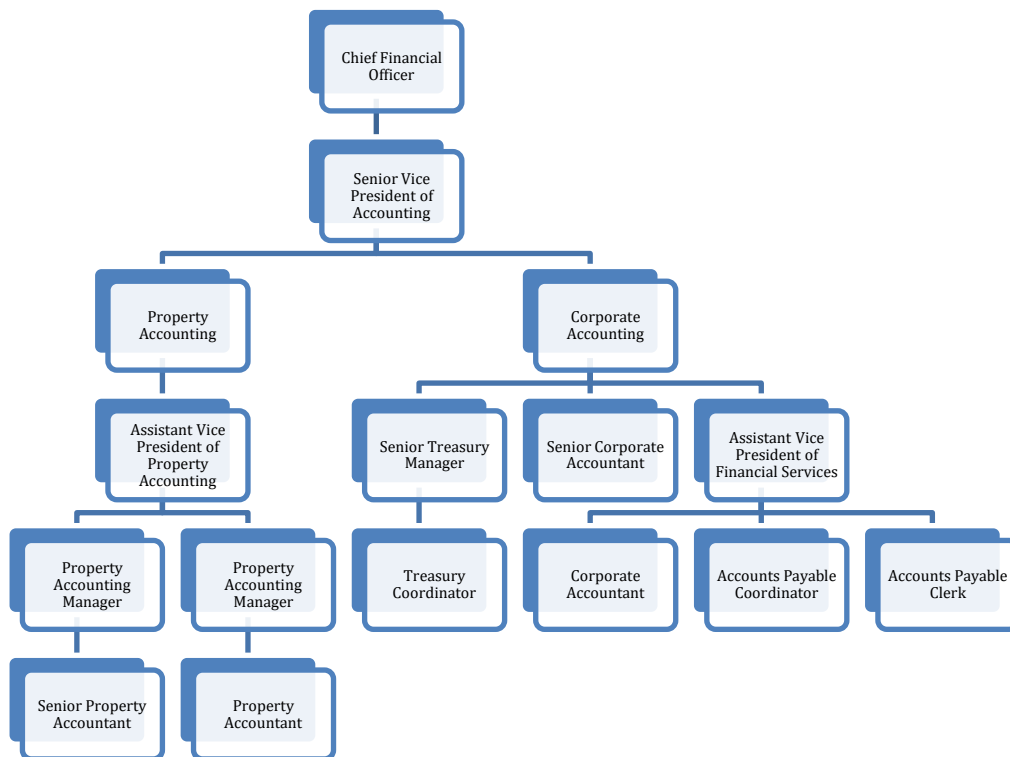 Chief Financial
Officer
Senior Vice
President of
Accounting
Property
Accounting
Corporate
Accounting
Assistant Vice
President of
Property
Accounting
Senior Treasury
Manager
Senior Corporate
Accountant
Assistant Vice
President of
Financial Services
Property
Accounting
Manager
Property
Accounting
Manager
Treasury
Coordinator
Corporate
Accountant
Accounts Payable
Coordinator
Accounts Payable
Clerk
Senior Property
Accountant
Property
Accountant